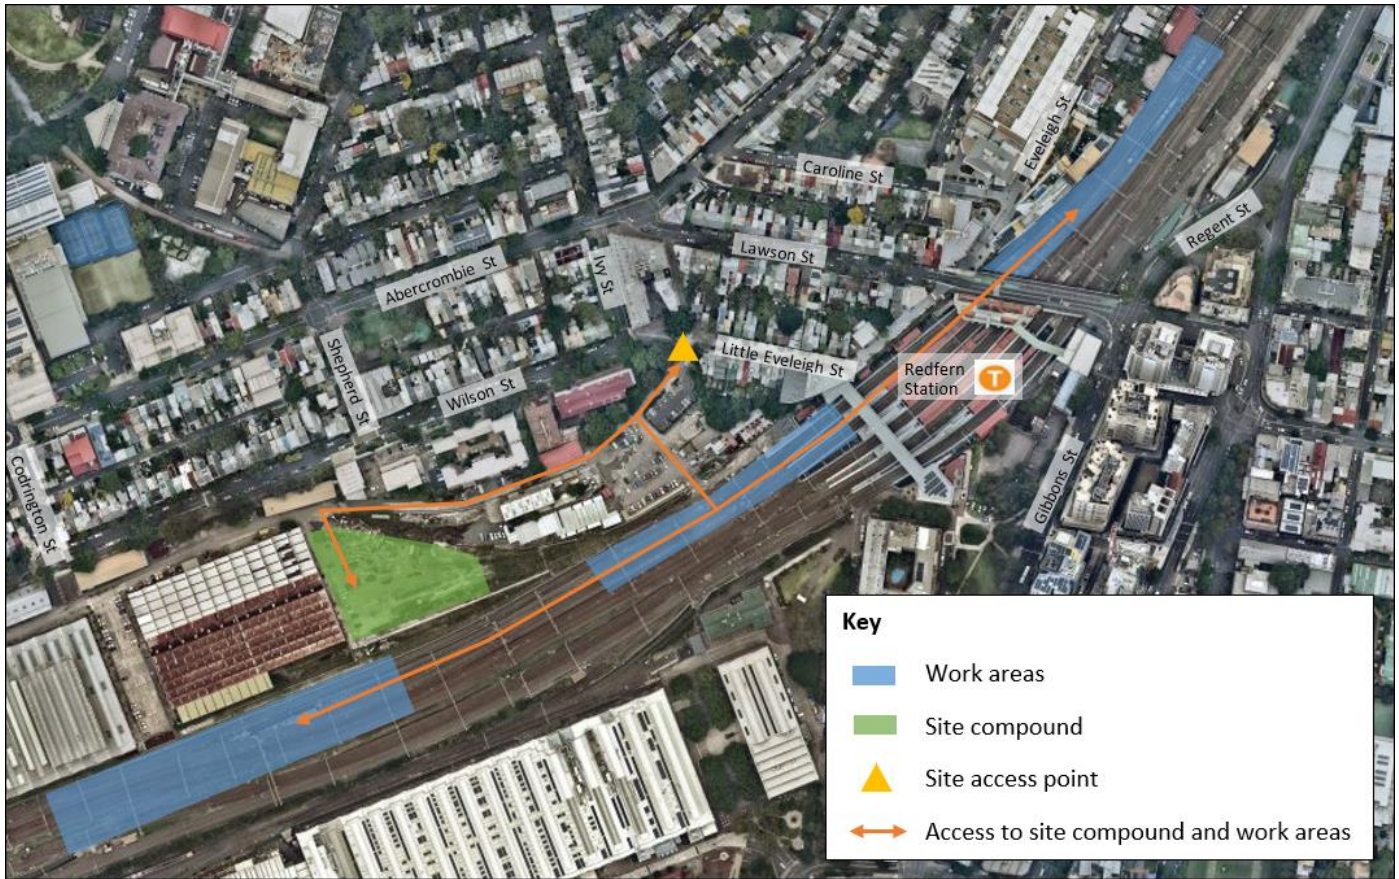 Caroline St
Eveleigh St
Regent St
Lawson St
Ivy St
Abercrombie St
Little Eveleigh St
Redfern
Station
T
Shepherd St
Wilson St
Codrington St
Gibbons St
Key
Work areas
Site compound
Site access point
Access to site compound and work areas